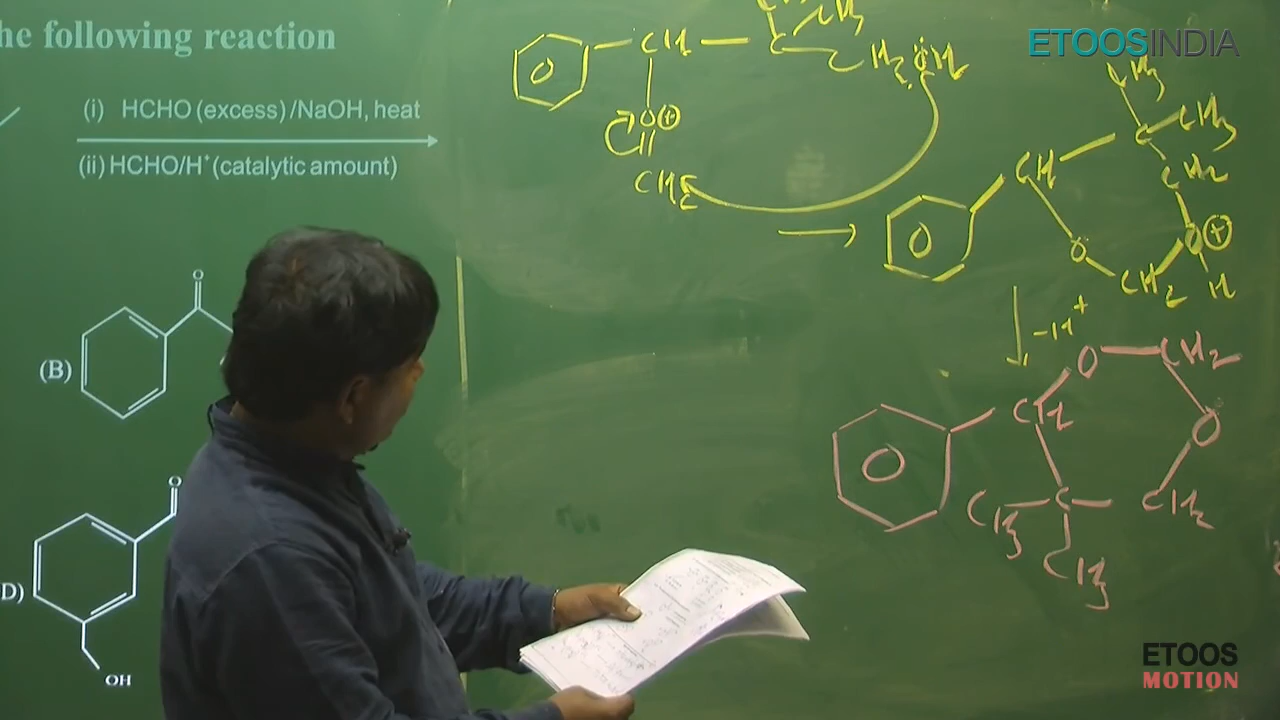 he following reaction
(i) HCHO (excess) /NaOH, heat
(ii) HCHO/H⁺ (catalytic amount)
(B)
O
D)
O
OH
ETOOSINDIA
CH
C
CH₃
CH₂
O⊕
CH₂
CH
C
CH₃
CH₃
CH₂
O
O⊕
H
CH₂
-H⁺
CH
O
CH₂
O
CH₂
C
CH₃
CH₃
ETOOS
MOTION